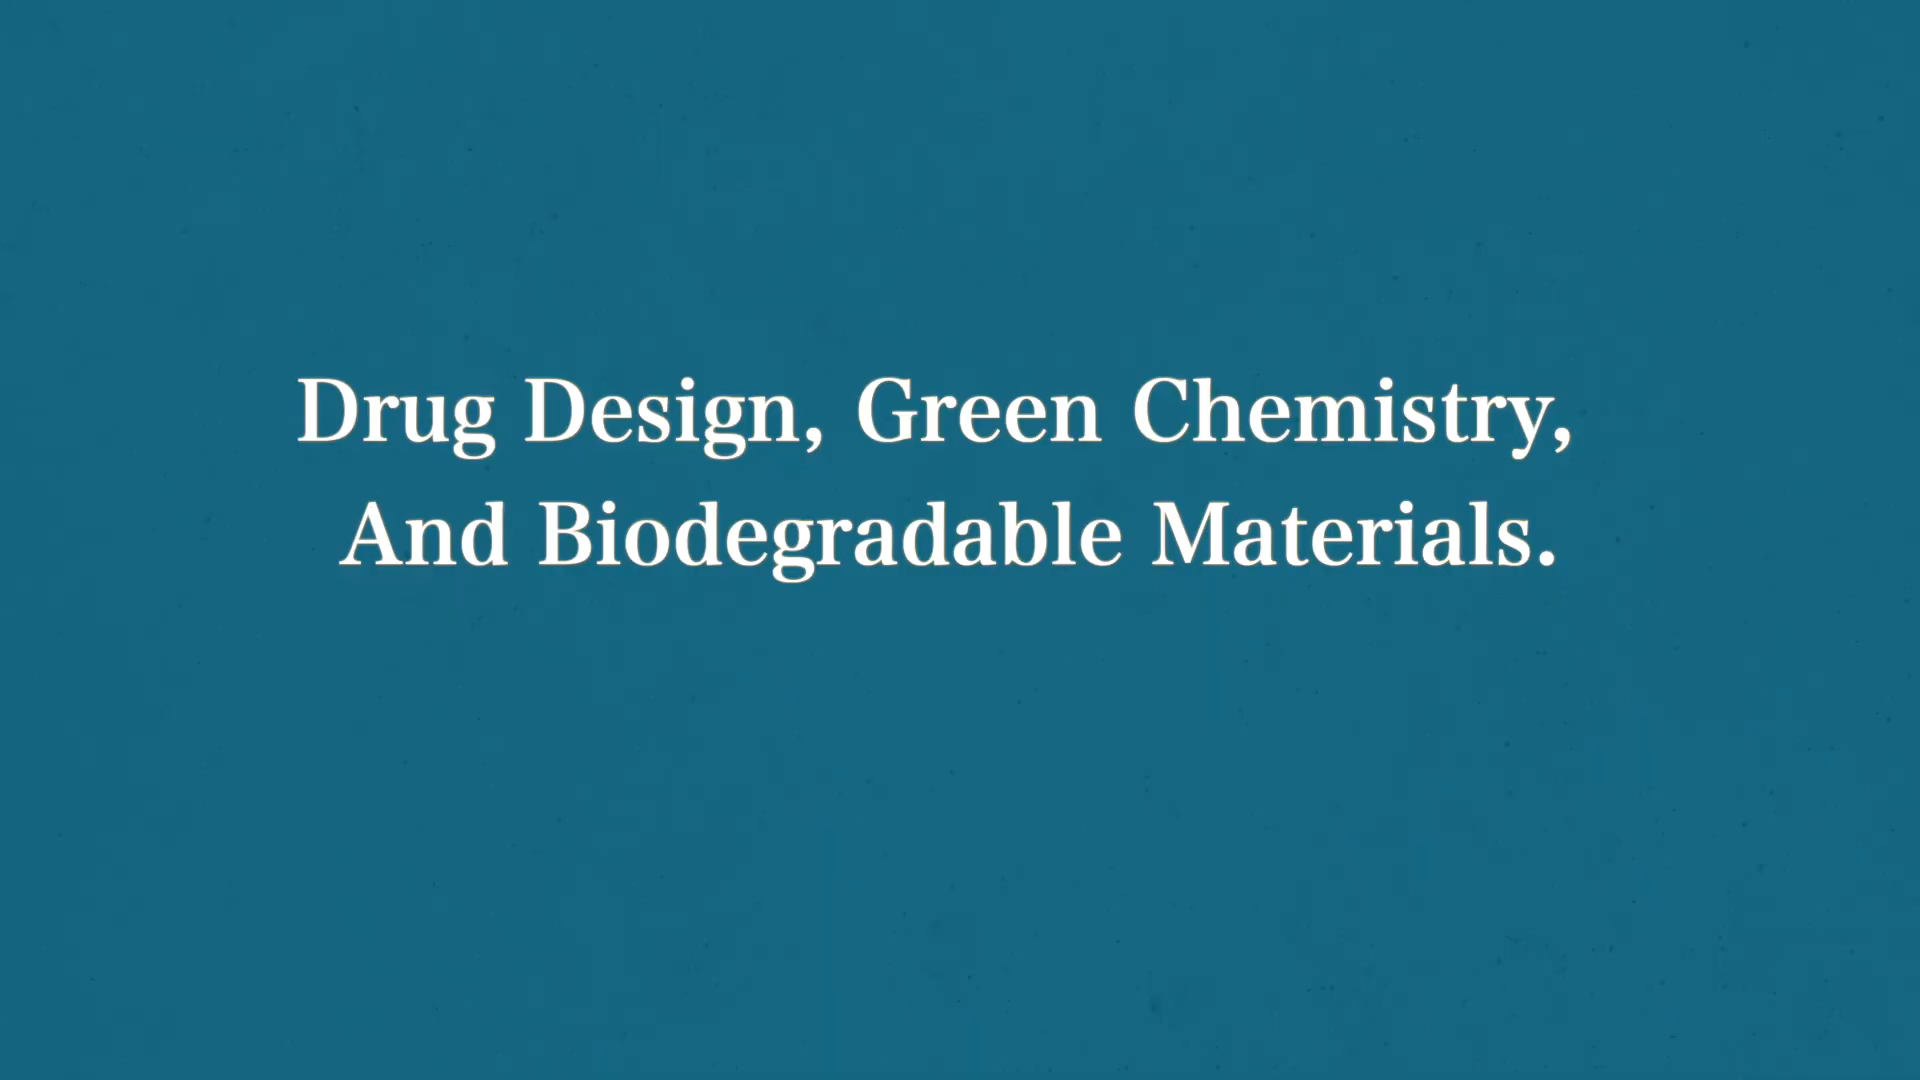 Drug Design, Green Chemistry,
And Biodegradable Materials.